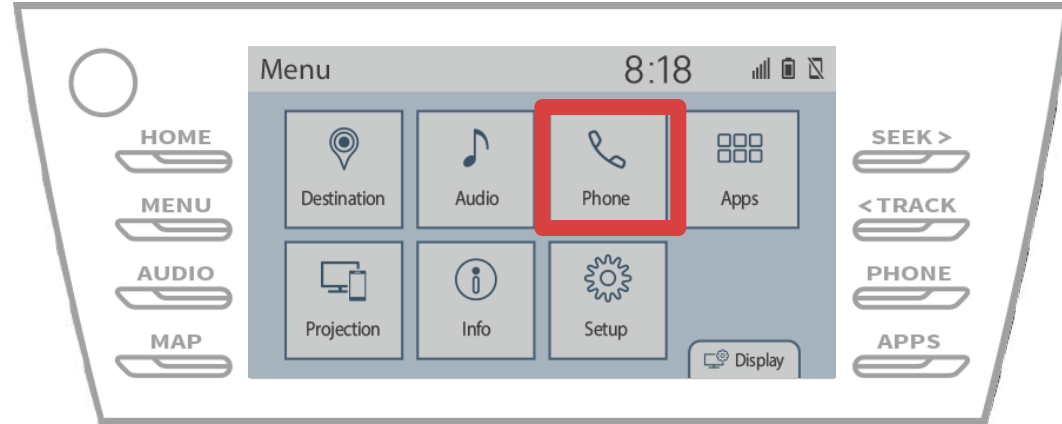 Menu 8:18
HOME
MENU
AUDIO
MAP
Destination Audio Phone Apps
Projection Info Setup
Display
SEEK >
< TRACK
PHONE
APPS